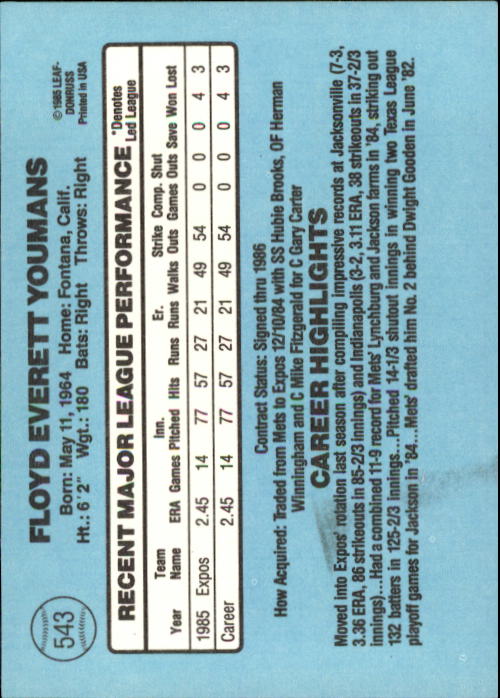 543
FLOYD EVERETT YOUMANS
Born: May 11, 1964 Home: Fontana, Calif.
Ht.: 6' 2" Wgt.: 180 Bats: Right Throws: Right
©1985 LEAF-
DONRUSS
Printed in USA
RECENT MAJOR LEAGUE PERFORMANCE
*Denotes
Led League
Team Inn. Er. Strike Comp. Shut
Year Name ERA Games Pitched Hits Runs Runs Walks Outs Games Outs Save Won Lost
1985 Expos 2.45 14 77 57 27 21 49 54 0 0 0 4 3
Career 2.45 14 77 57 27 21 49 54 0 0 0 4 3
Contract Status: Signed thru 1986
How Acquired: Traded from Mets to Expos 12/10/84 with SS Hubie Brooks, OF Herman
Winningham and C Mike Fitzgerald for C Gary Carter
CAREER HIGHLIGHTS
Moved into Expos' rotation last season after compiling impressive records at Jacksonville (7-3,
3.36 ERA, 86 strikeouts in 85-2/3 innings) and Indianapolis (3-2, 3.11 ERA, 38 strikeouts in 37-2/3
innings)....Had a combined 11-9 record for Mets' Lynchburg and Jackson farms in '84, striking out
132 batters in 125-2/3 innings....Pitched 14-1/3 shutout innings in winning two Texas League
playoff games for Jackson in '84....Mets' drafted him No. 2 behind Dwight Gooden in June '82.